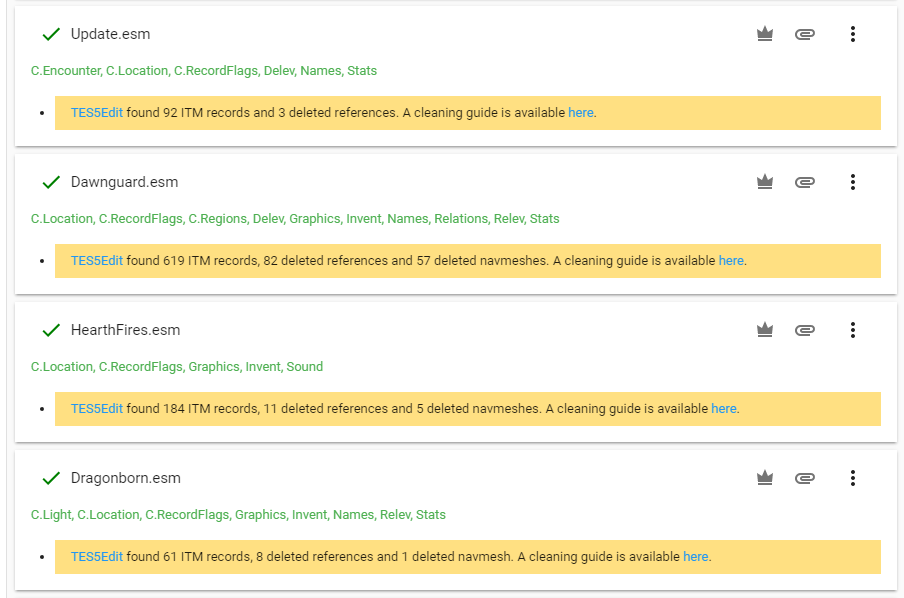 Update.esm
C.Encounter, C.Location, C.RecordFlags, Delev, Names, Stats
TES5Edit found 92 ITM records and 3 deleted references. A cleaning guide is available here.
Dawnguard.esm
C.Location, C.RecordFlags, C.Regions, Delev, Graphics, Invent, Names, Relations, Relev, Stats
TES5Edit found 619 ITM records, 82 deleted references and 57 deleted navmeshes. A cleaning guide is available here.
HearthFires.esm
C.Location, C.RecordFlags, Graphics, Invent, Sound
TES5Edit found 184 ITM records, 11 deleted references and 5 deleted navmeshes. A cleaning guide is available here.
Dragonborn.esm
C.Light, C.Location, C.RecordFlags, Graphics, Invent, Names, Relev, Stats
TES5Edit found 61 ITM records, 8 deleted references and 1 deleted navmesh. A cleaning guide is available here.